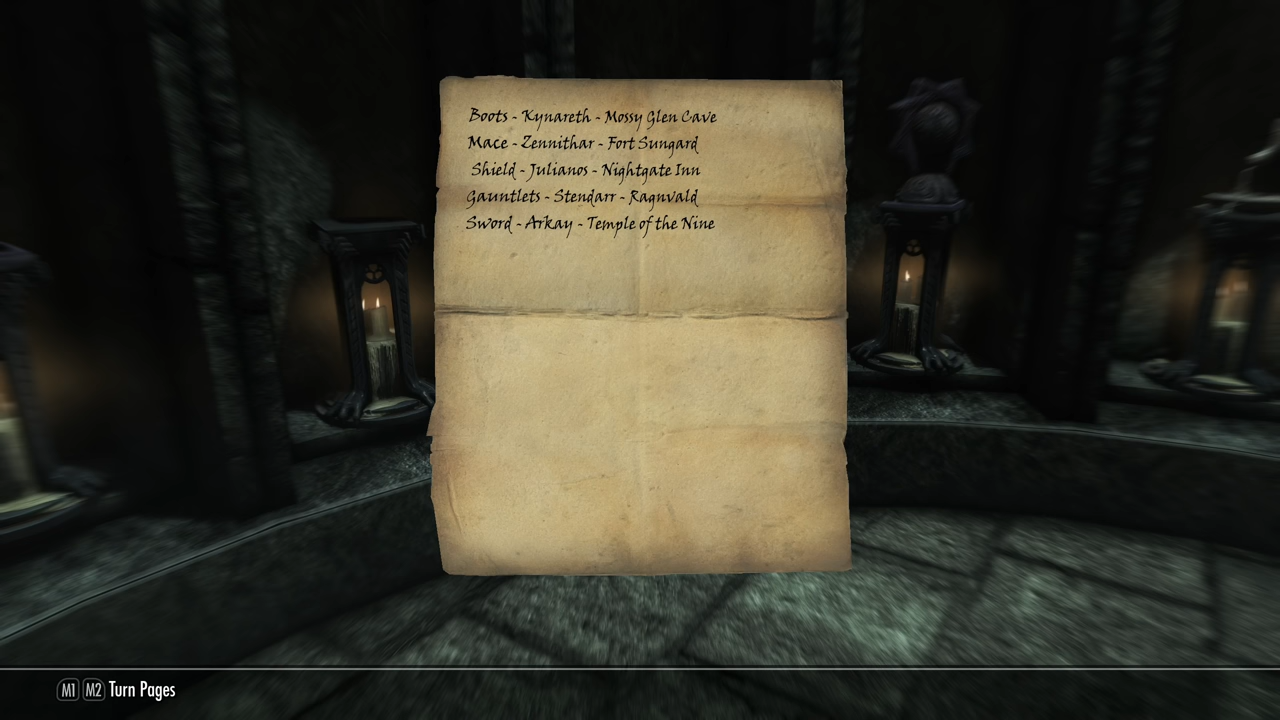 Boots - Kynareth - Mossy Glen Cave
Mace - Zennithar - Fort Sungard
Shield - Julianos - Nightgate Inn
Gauntlets - Stendarr - Ragnvald
Sword - Arkay - Temple of the Nine
M1 M2 Turn Pages